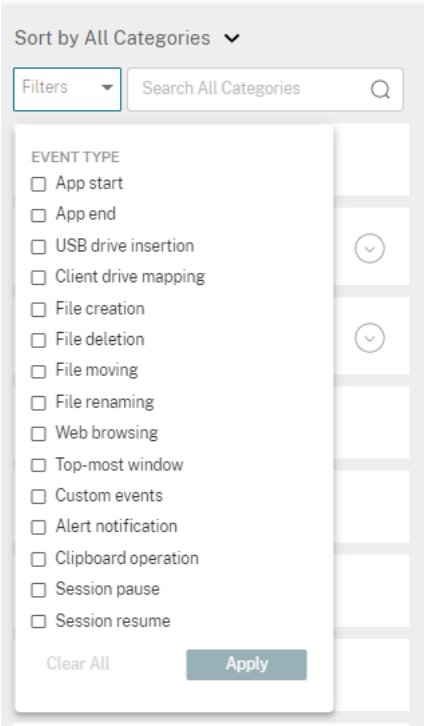 Sort by All Categories
Filters
Search All Categories
EVENT TYPE
App start
App end
USB drive insertion
Client drive mapping
File creation
File deletion
File moving
File renaming
Web browsing
Top-most window
Custom events
Alert notification
Clipboard operation
Session pause
Session resume
Clear All
Apply